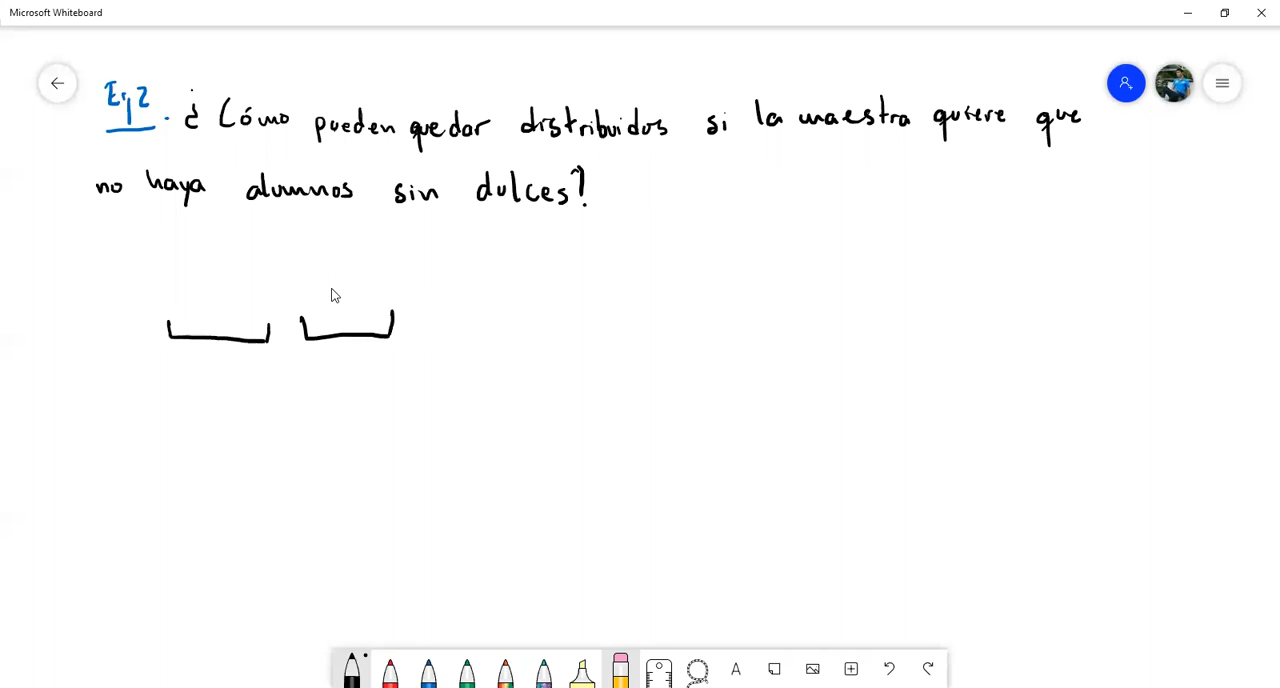 Microsoft Whiteboard
Ej 2. ¿Cómo pueden quedar distribuidos si la maestra quiere que
no haya alumnos sin dulces?
A